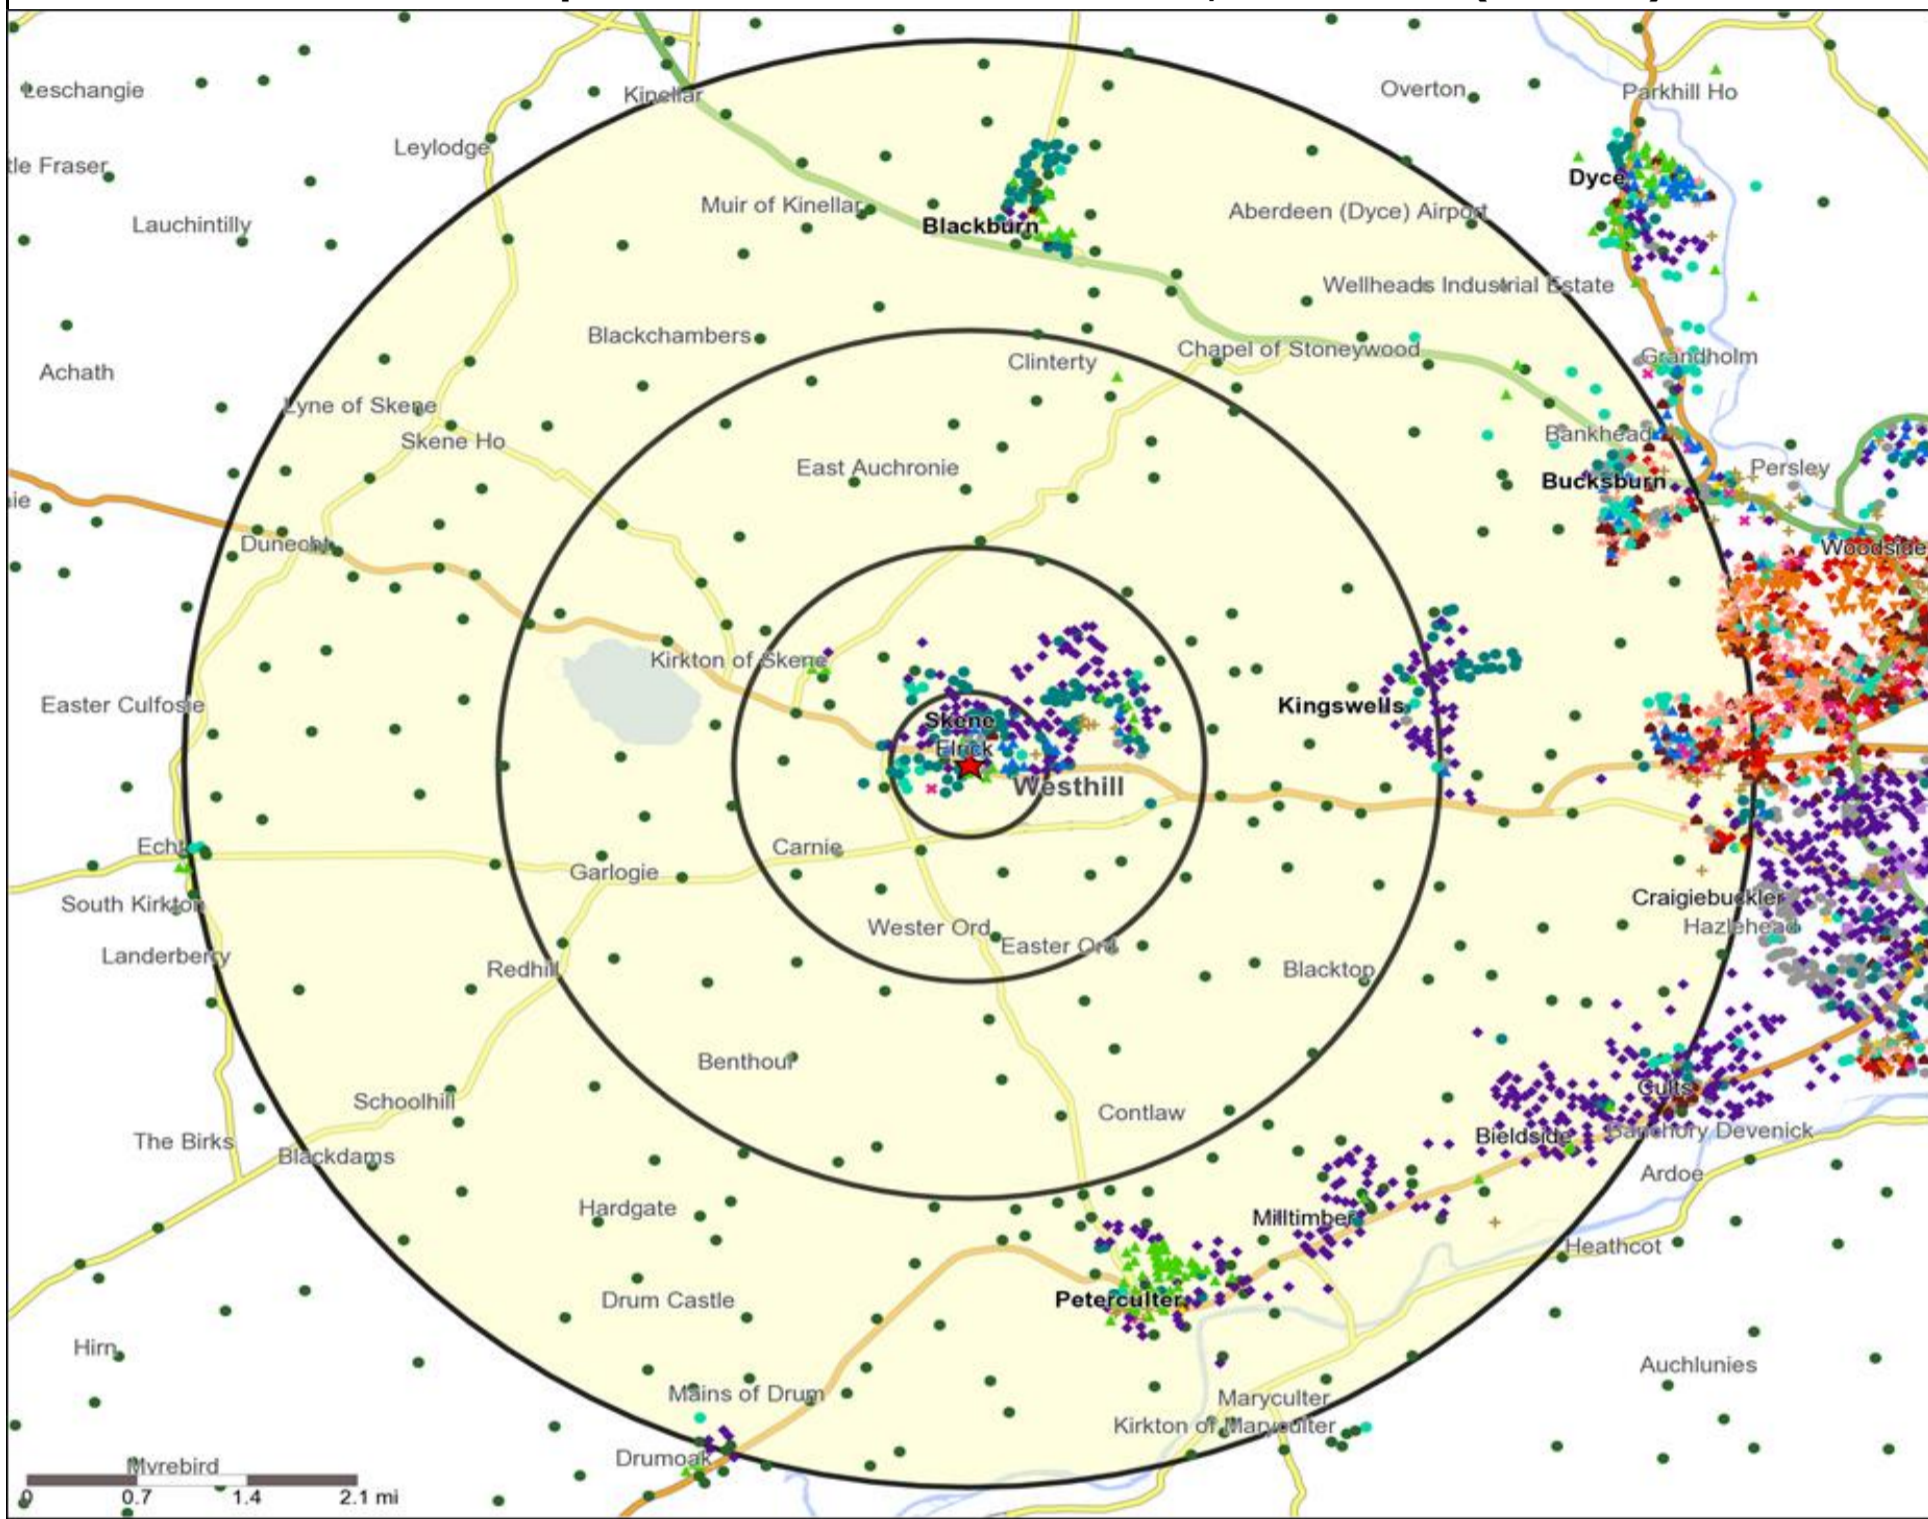 Leschangie
Kinellar
Overton
Parkhill Ho
Leylodge
tle Fraser
Dyce
Lauchintilly
Muir of Kinellar
Blackburn
Aberdeen (Dyce) Airport
Wellheads Industrial Estate
Blackchambers
Clinterty
Chapel of Stoneywood
Grandholm
Achath
Lyne of Skene
Skene Ho
Bankhead
East Auchronie
Persley
Bucksburn
nie
Dunecht
Woodside
Kirkton of Skene
Easter Culfosie
Skene
Kingswells
Elrick
Westhill
Echt
Carnie
Garlogie
South Kirkton
Craigiebuckler
Wester Ord
Hazlehead
Easter Ord
Landerberry
Redhill
Blacktop
Benthour
Cults
Schoolhill
Contlaw
The Birks
Bieldside
Banchory Devenick
Blackdams
Ardoe
Hardgate
Milltimber
Heathcot
Drum Castle
Peterculter
Hirn
Auchlunies
Mains of Drum
Maryculter
Kirkton of Maryculter
Drumoak
Myrebird
0 0.7 1.4 2.1 mi